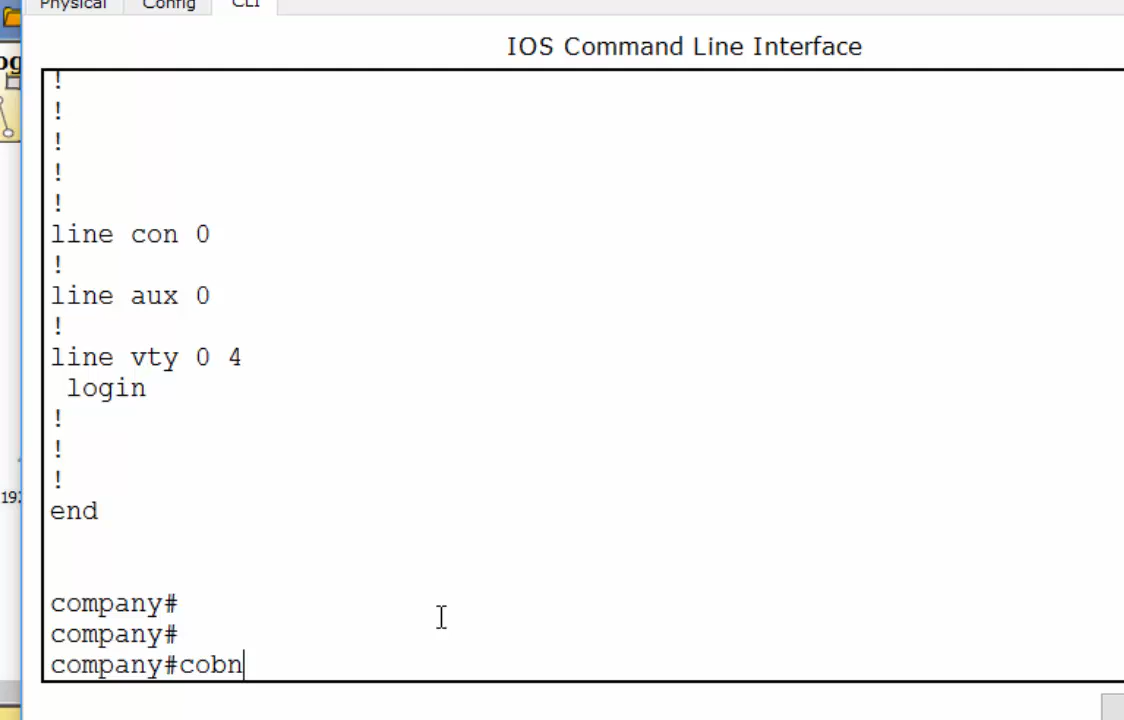 Physical Config CLI
IOS Command Line Interface
!
!
!
!
!
line con 0
!
line aux 0
!
line vty 0 4
login
!
!
!
end
company#
company#
company#cobn